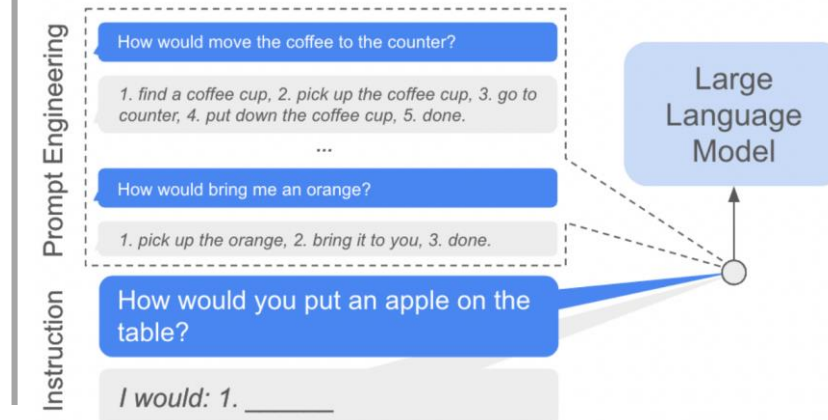 Prompt Engineering
How would move the coffee to the counter?
1. find a coffee cup, 2. pick up the coffee cup, 3. go to
counter, 4. put down the coffee cup, 5. done.
...
How would bring me an orange?
1. pick up the orange, 2. bring it to you, 3. done.
Instruction
How would you put an apple on the
table?
I would: 1. ______
Large
Language
Model